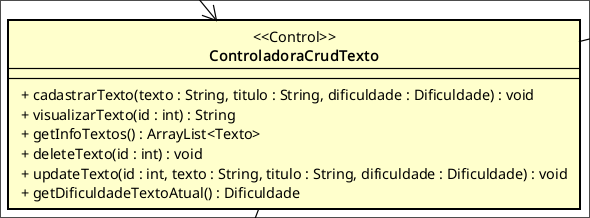 <<Control>>
ControladoraCrudTexto
+ cadastrarTexto(texto : String, titulo : String, dificuldade : Dificuldade) : void
+ visualizarTexto(id : int) : String
+ getInfoTextos() : ArrayList<Texto>
+ deleteTexto(id : int) : void
+ updateTexto(id : int, texto : String, titulo : String, dificuldade : Dificuldade) : void
+ getDificuldadeTextoAtual() : Dificuldade